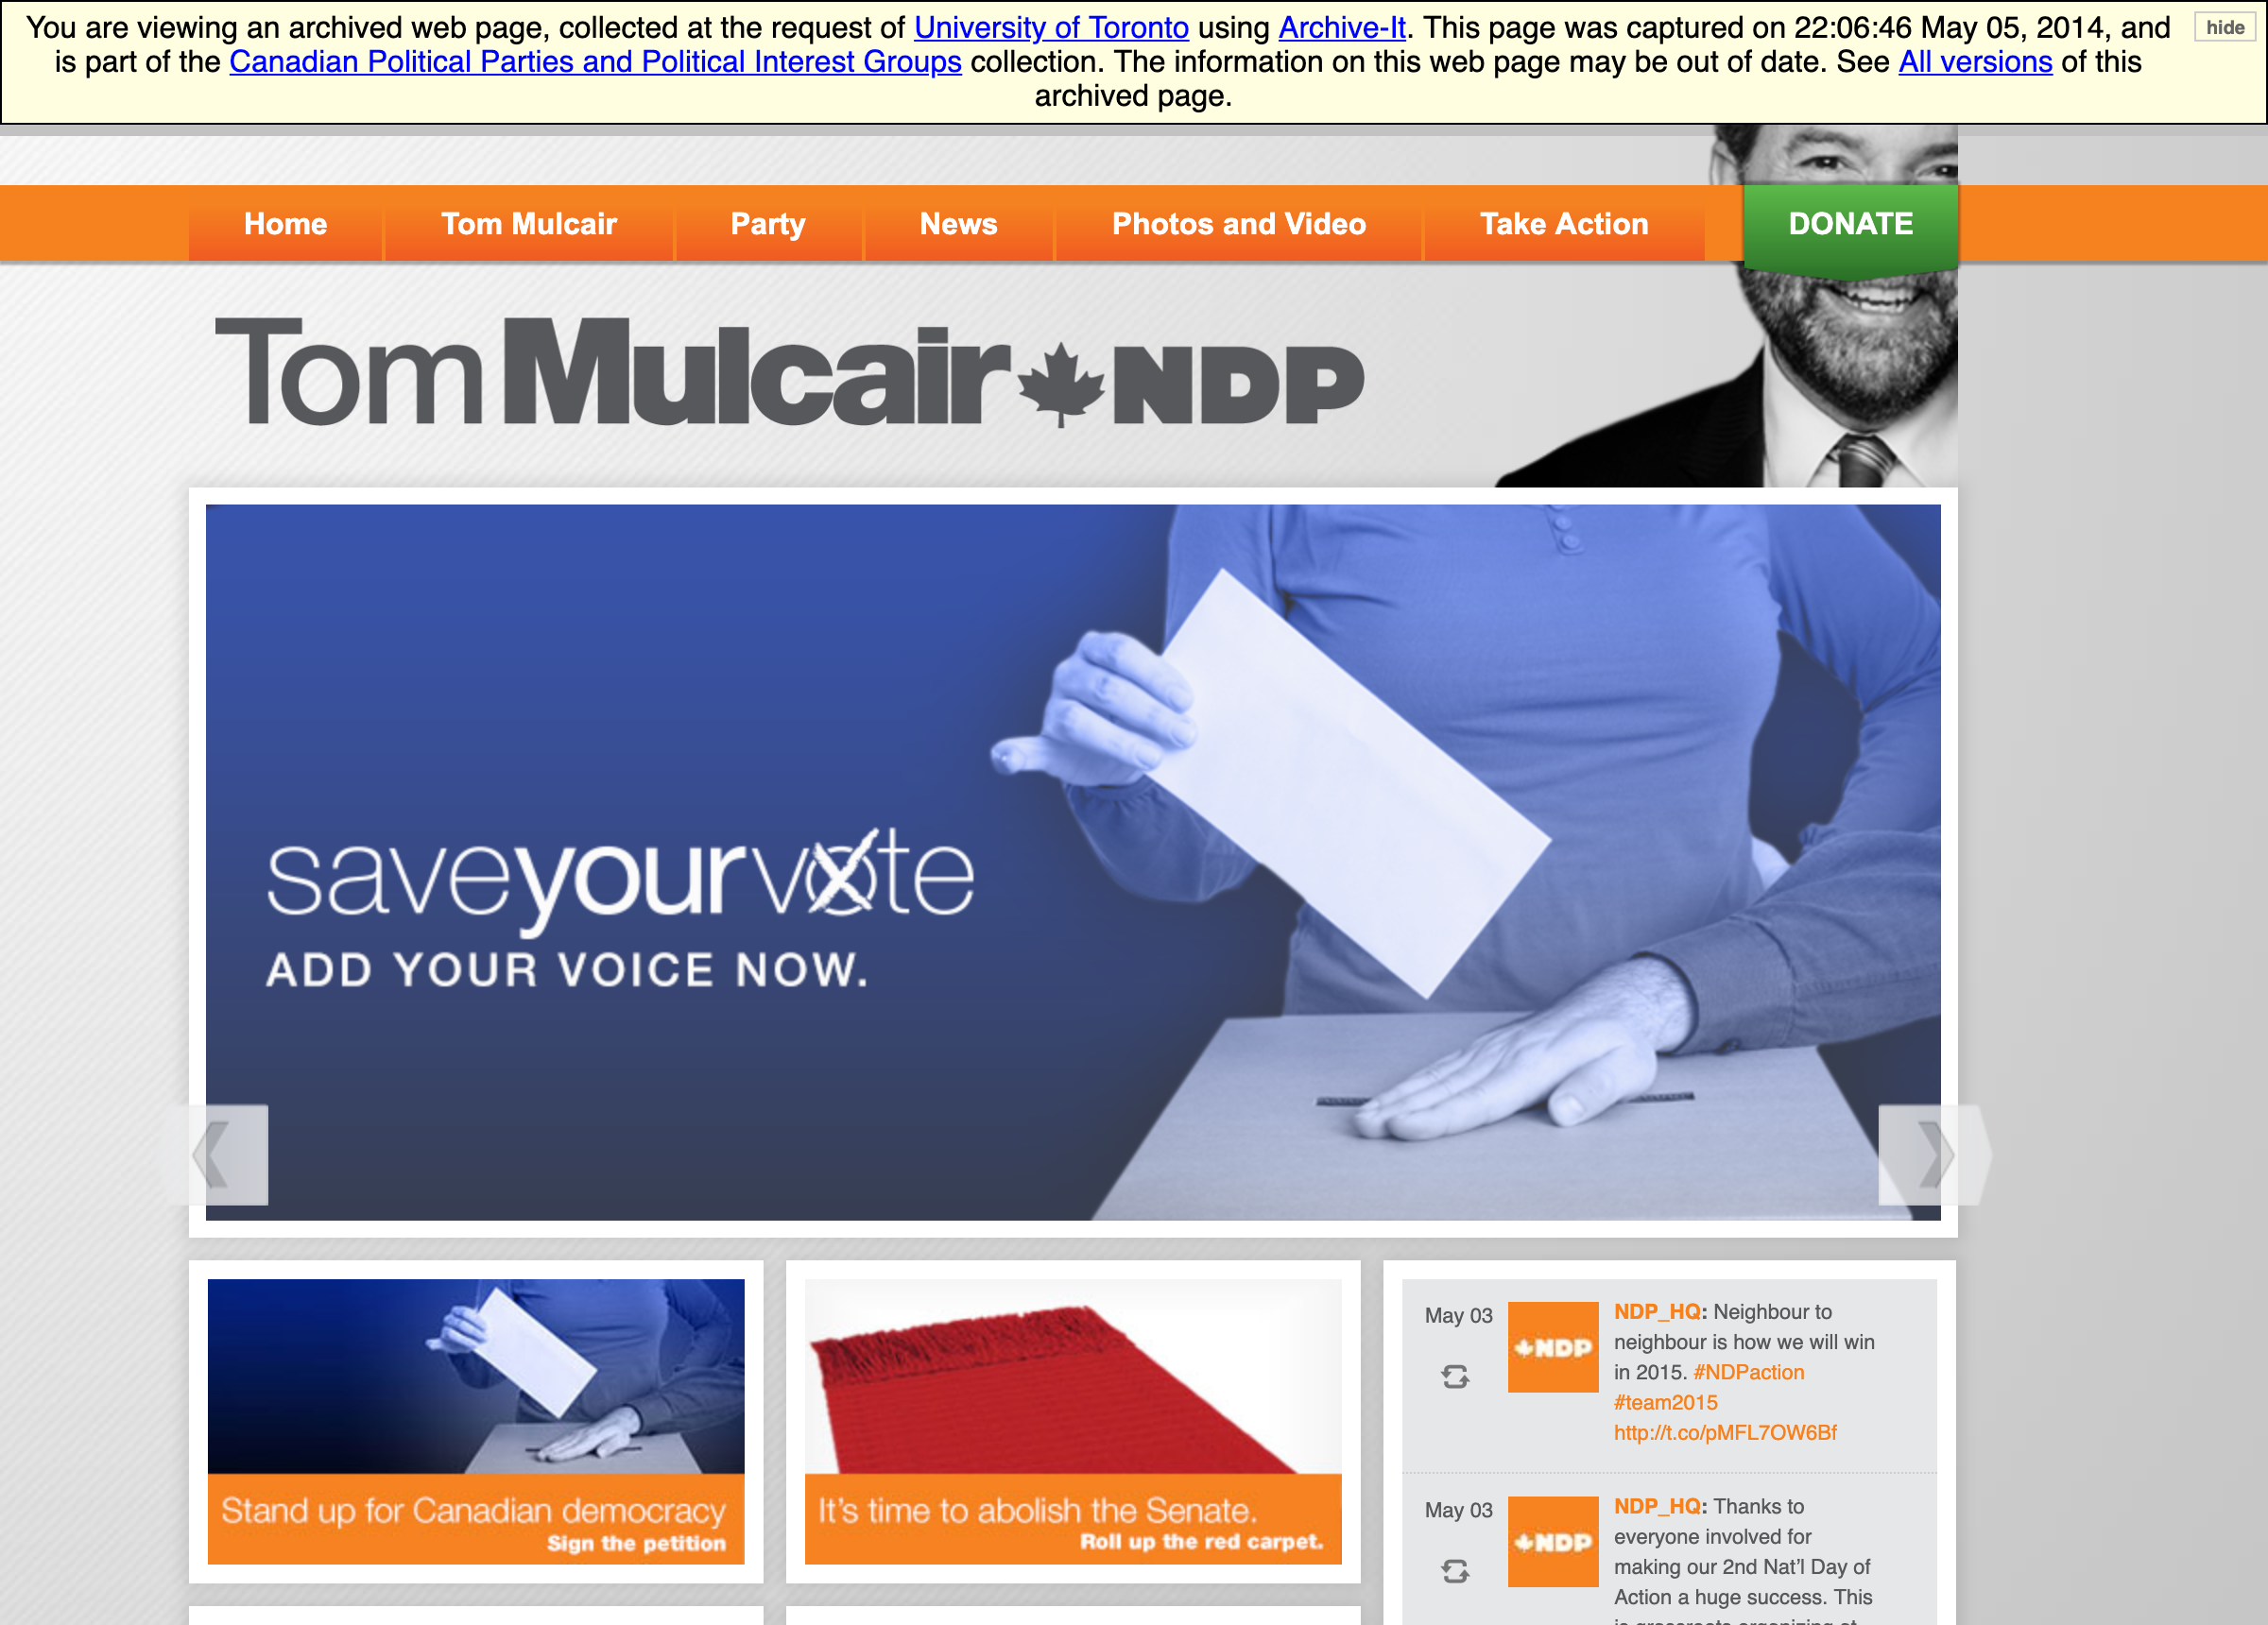 You are viewing an archived web page, collected at the request of University of Toronto using Archive-It. This page was captured on 22:06:46 May 05, 2014, and
is part of the Canadian Political Parties and Political Interest Groups collection. The information on this web page may be out of date. See All versions of this
archived page.
hide
Home
Tom Mulcair
Party
News
Photos and Video
Take Action
DONATE
Tom Mulcair NDP
saveyourvote
ADD YOUR VOICE NOW.
Stand up for Canadian democracy
Sign the petition
It's time to abolish the Senate.
Roll up the red carpet.
May 03
NDP
NDP_HQ: Neighbour to
neighbour is how we will win
in 2015. #NDPaction
#team2015
http://t.co/pMFL7OW6Bf
May 03
NDP
NDP_HQ: Thanks to
everyone involved for
making our 2nd Nat'l Day of
Action a huge success. This